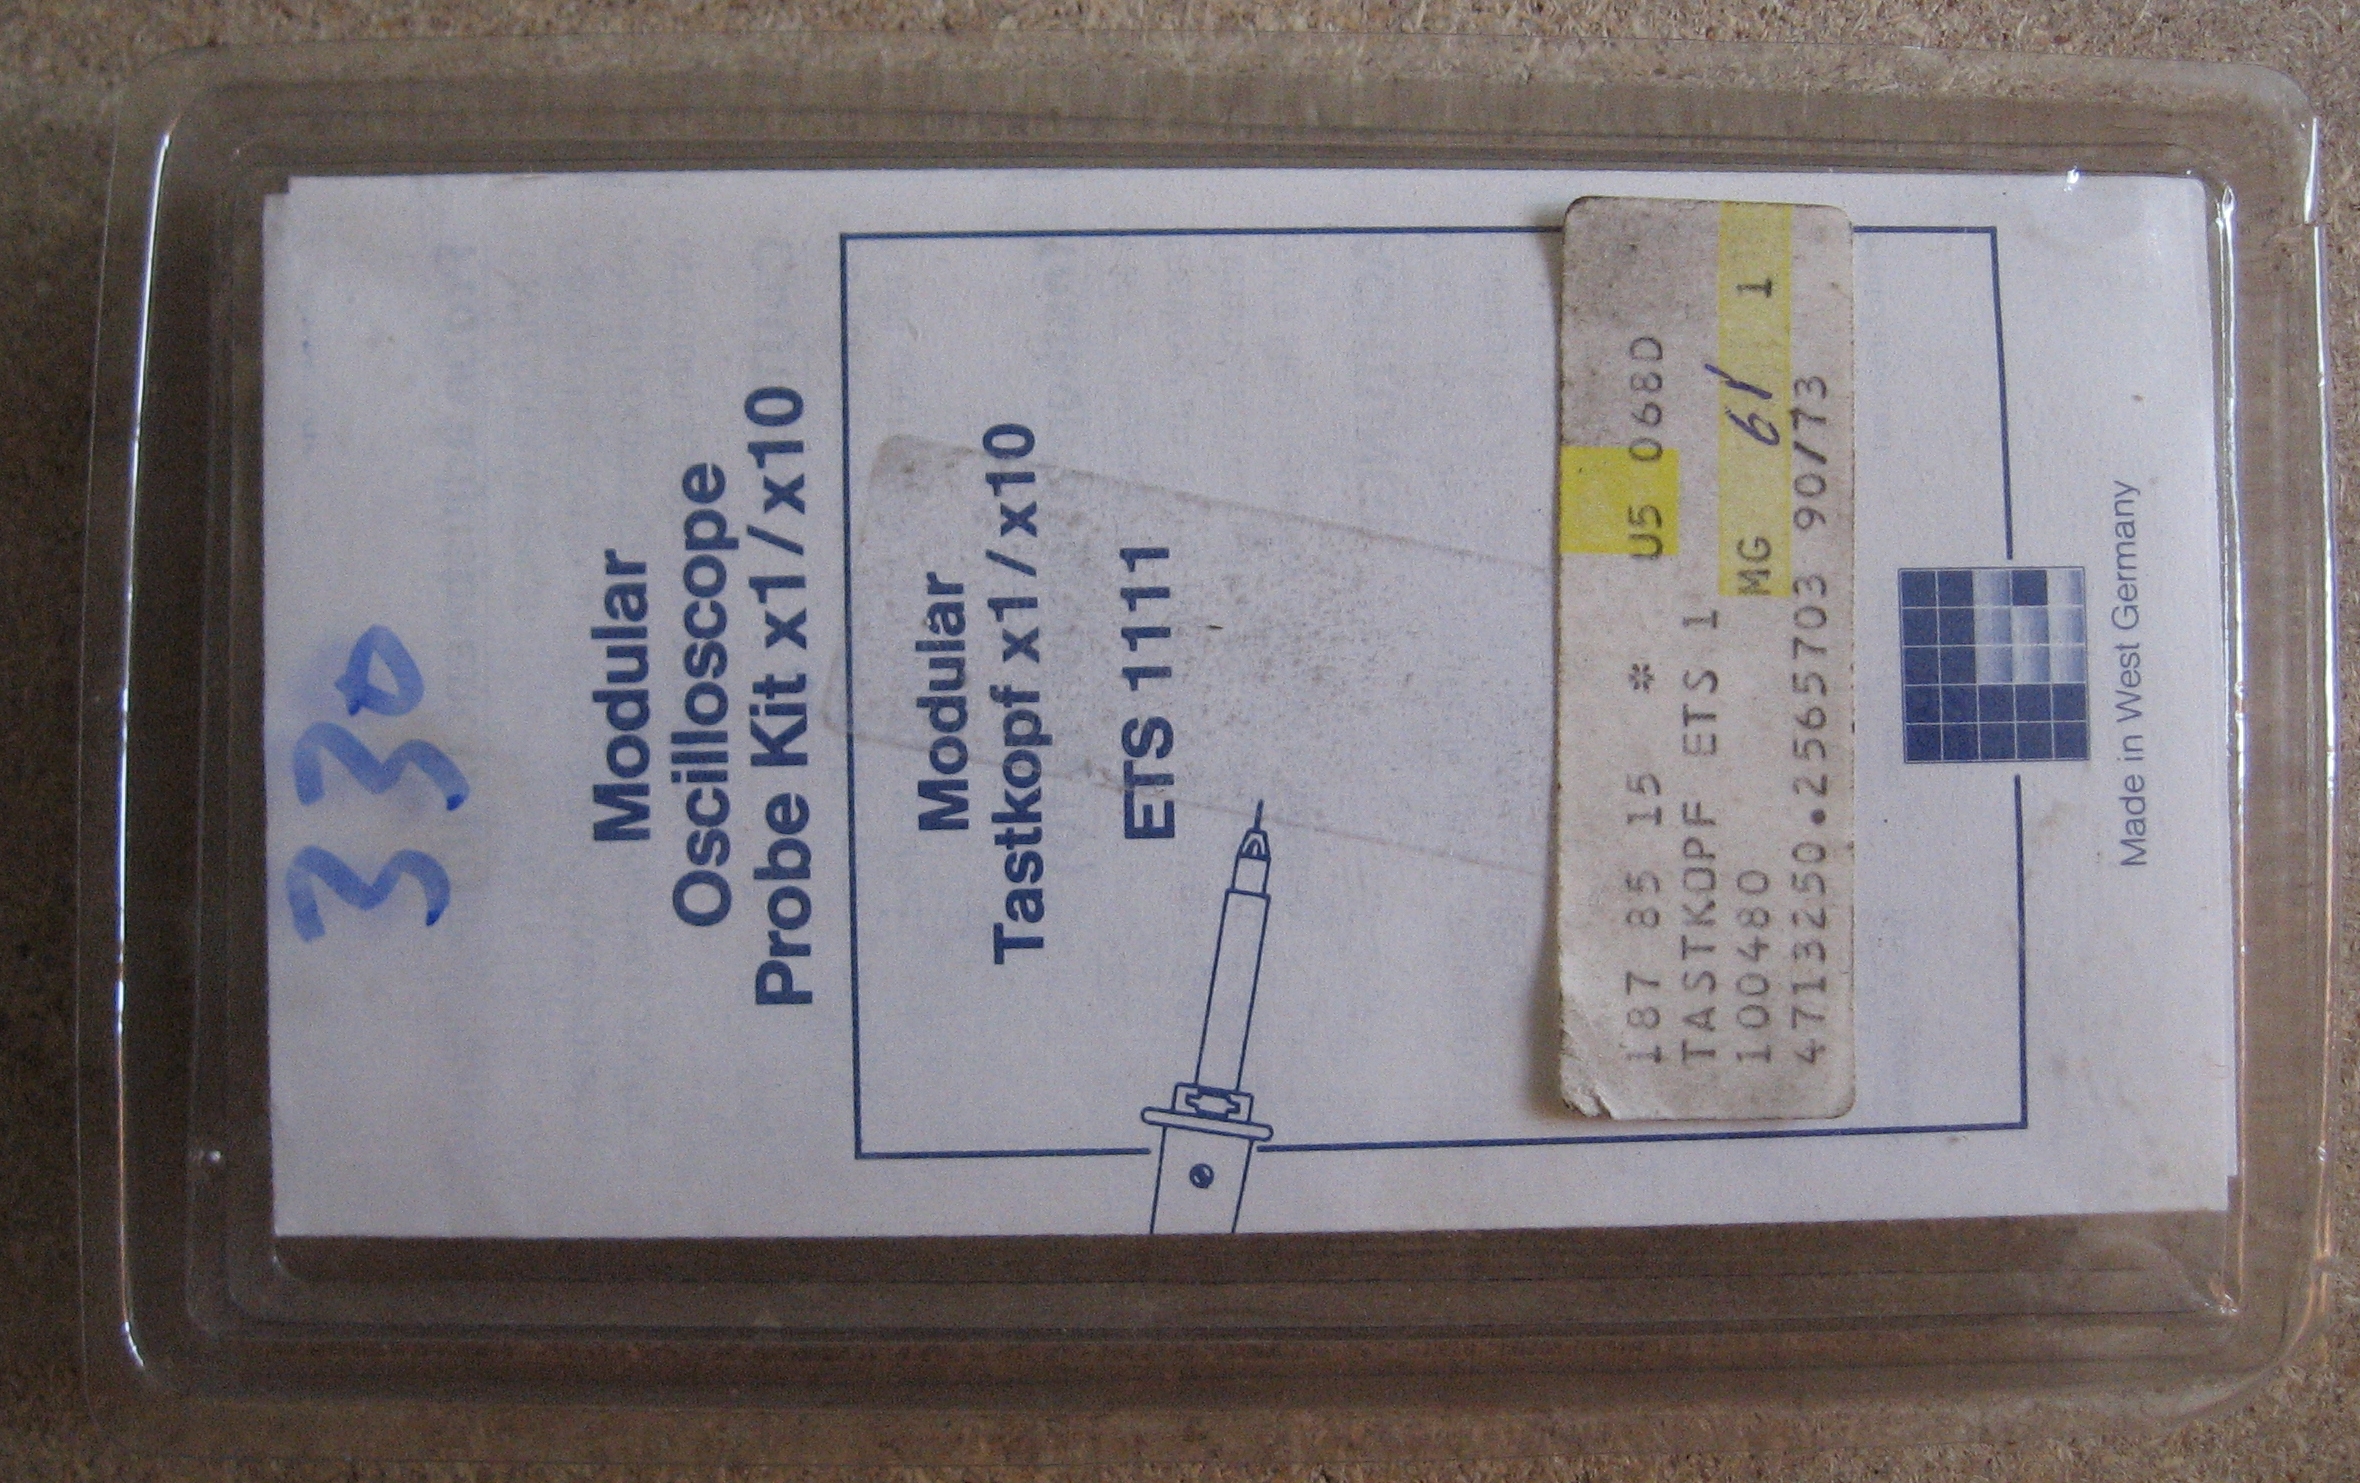 330
Modular
Oscilloscope
Probe Kit x1/x10
Modular
Tastkopf x1/x10
ETS 1111
187 85 15 * U5 068D
TASTKOPF ETS 1
100480 MG 61 1
4713250.2565703 90/73
Made in West Germany